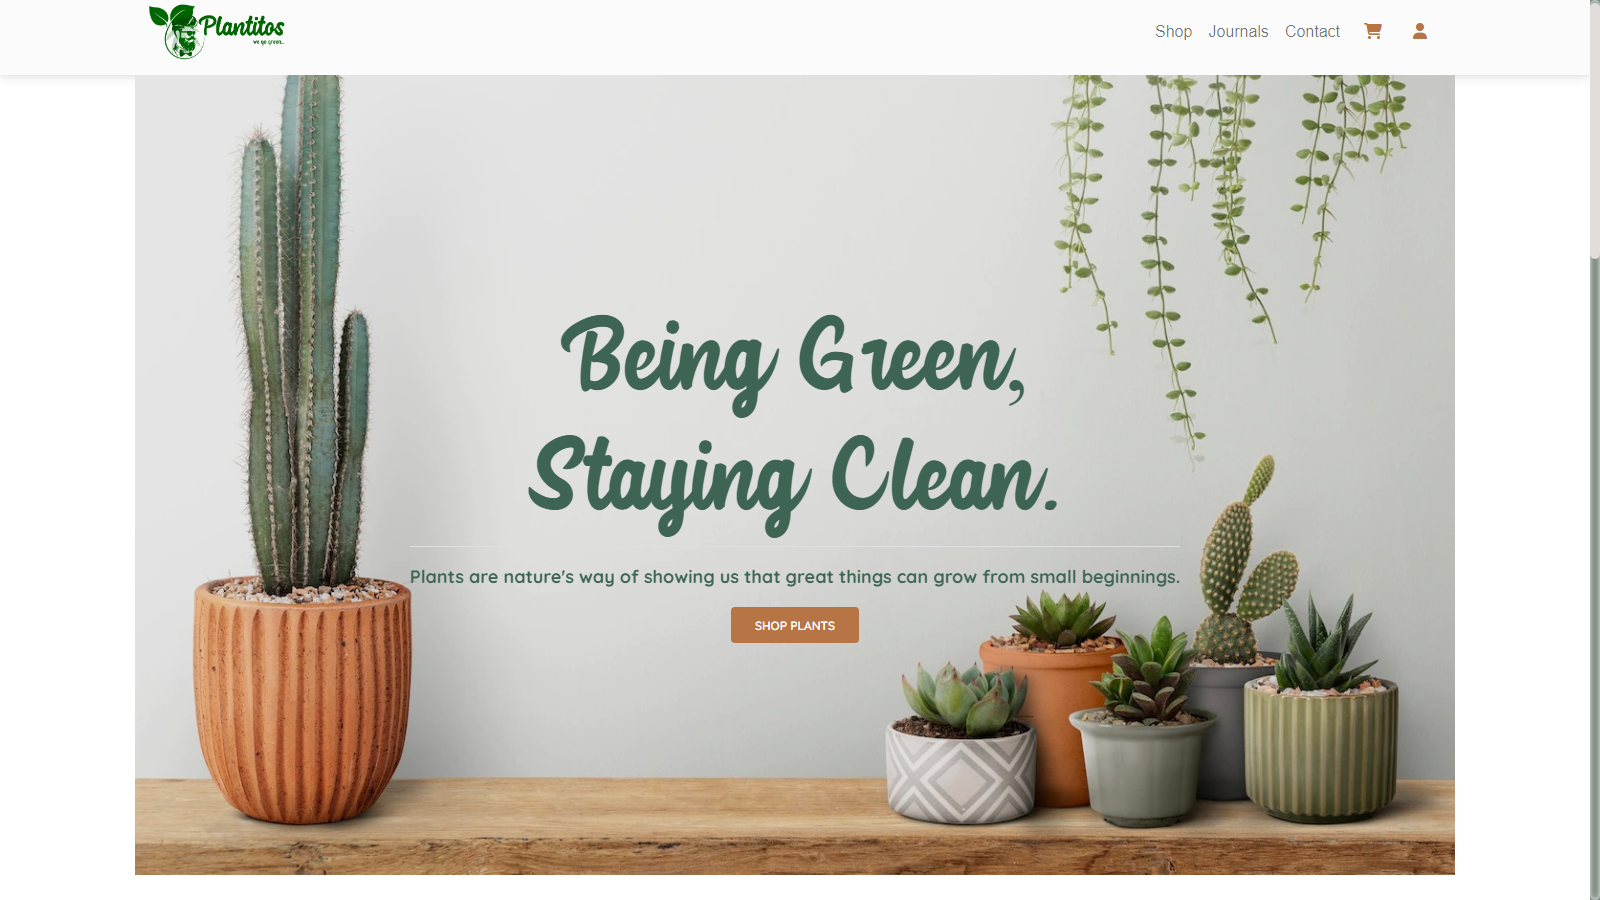 Plantitos
we go green...
Shop Journals Contact
Being Green,
Staying Clean.
Plants are nature's way of showing us that great things can grow from small beginnings.
SHOP PLANTS